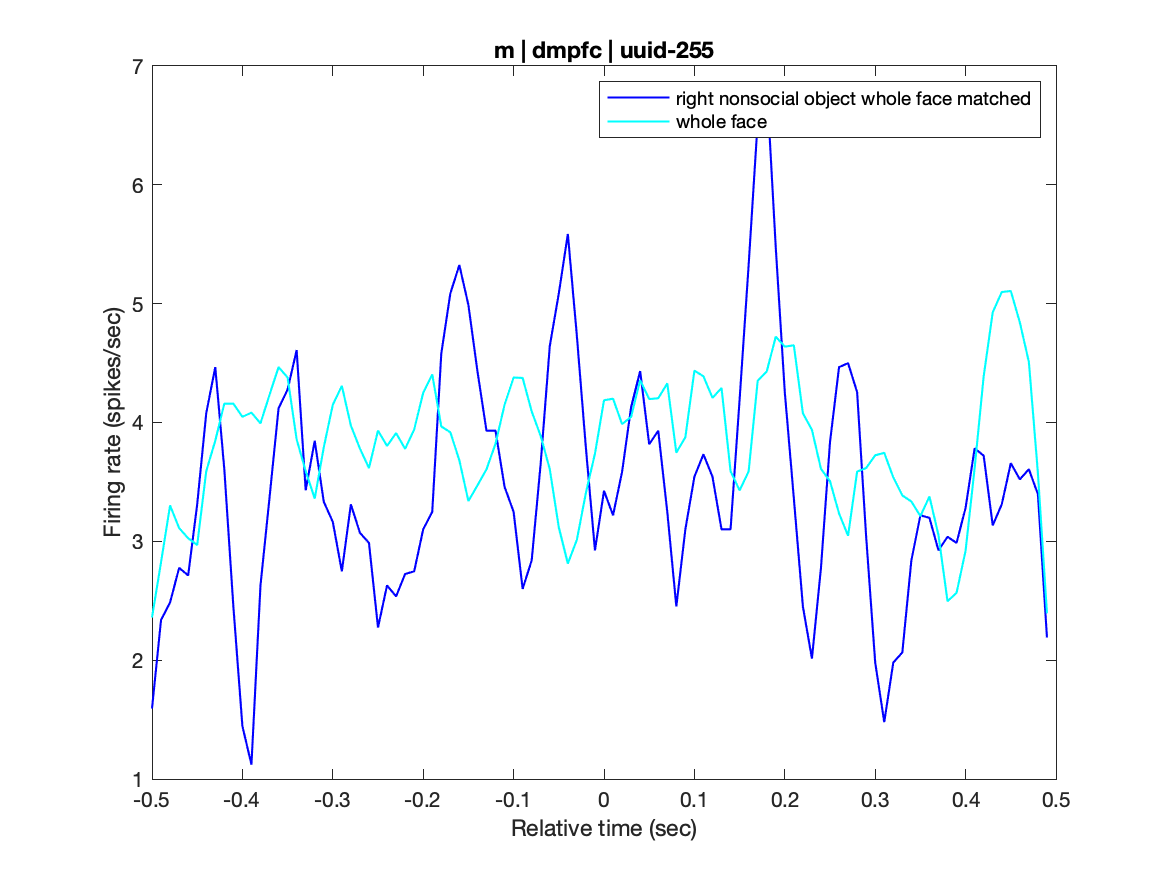 m | dmpfc | uuid-255
7
right nonsocial object whole face matched
whole face
6
5
4
3
2
1
Firing rate (spikes/sec)
-0.5 -0.4 -0.3 -0.2 -0.1 0 0.1 0.2 0.3 0.4 0.5
Relative time (sec)